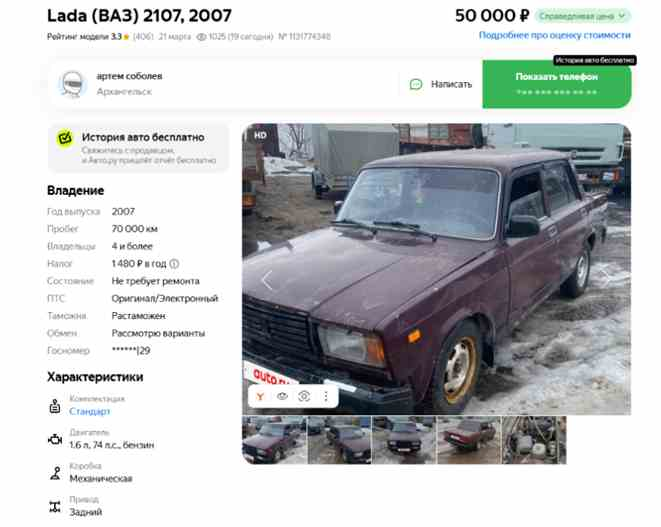 Lada (ВАЗ) 2107, 2007
50 000 ₽
Справедливая цена
Рейтинг модели 3.3 (406) 21 марта 1025 (19 сегодня) № 1131774348
Подробнее про оценку стоимости
История авто бесплатно
артем соболев
Архангельск
Написать
Показать телефон
История авто бесплатно
Свяжитесь с продавцом,
и Авто.ру пришлёт отчёт бесплатно
HD
Владение
Год выпуска 2007
Пробег 70 000 км
Владельцы 4 и более
Налог 1 480 ₽ в год
Состояние Не требует ремонта
ПТС Оригинал/Электронный
Таможня Растаможен
Обмен Рассмотрю варианты
Госномер ******|29
auto.ru
Характеристики
Комплектация
Стандарт
Двигатель
1.6 л, 74 л.с., бензин
Коробка
Механическая
Привод
Задний